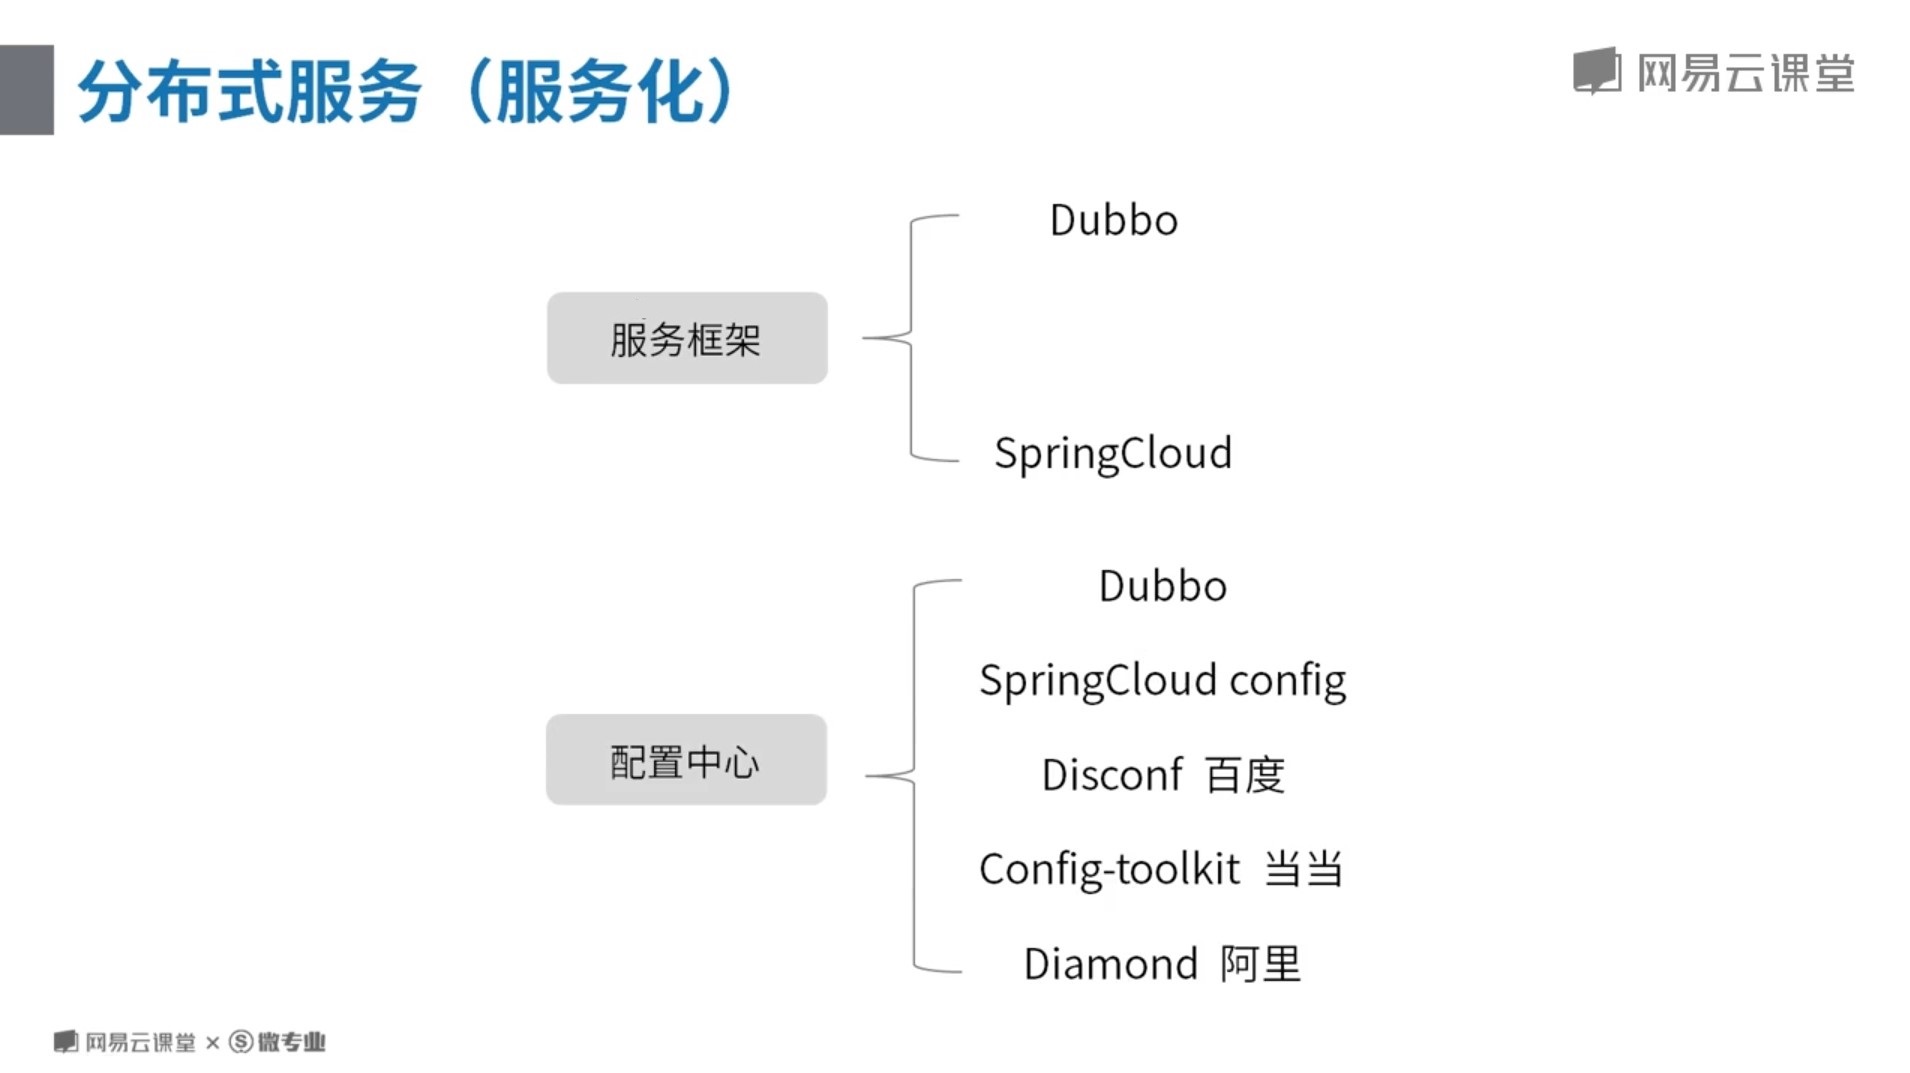 分布式服务（服务化）
网易云课堂
服务框架
Dubbo
SpringCloud
配置中心
Dubbo
SpringCloud config
Disconf 百度
Config-toolkit 当当
Diamond 阿里
网易云课堂 × Ⓢ微专业